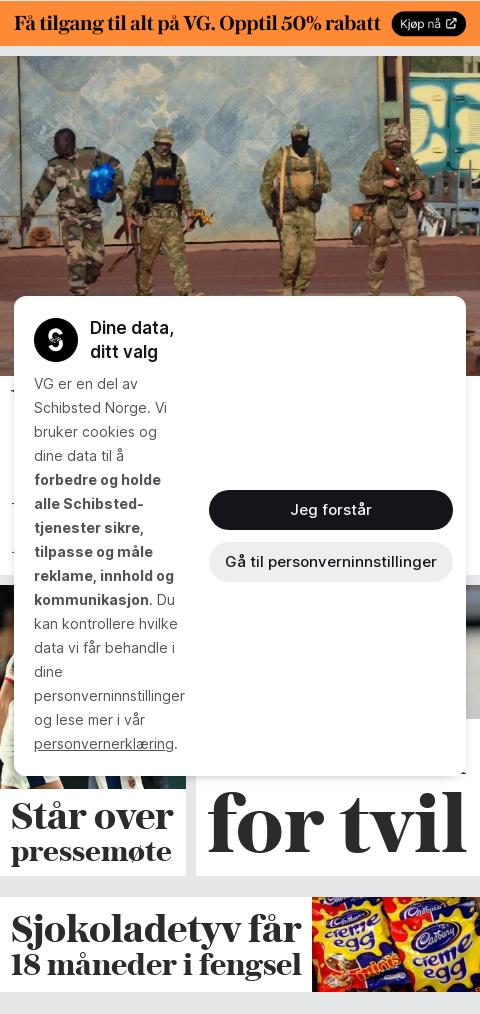 Få tilgang til alt på VG. Opptil 50% rabatt
Kjøp nå
Dine data,
ditt valg
VG er en del av
Schibsted Norge. Vi
bruker cookies og
dine data til å
forbedre og holde
alle Schibsted-
tjenester sikre,
tilpasse og måle
reklame, innhold og
kommunikasjon. Du
kan kontrollere hvilke
data vi får behandle i
dine
personverninnstillinger
og lese mer i vår
personvernerklæring.
Jeg forstår
Gå til personverninnstillinger
Står over
pressemøte
for tvil
Sjokoladetyv får
18 måneder i fengsel
Cadbury
creme
egg
minis
Cadbury
creme
egg